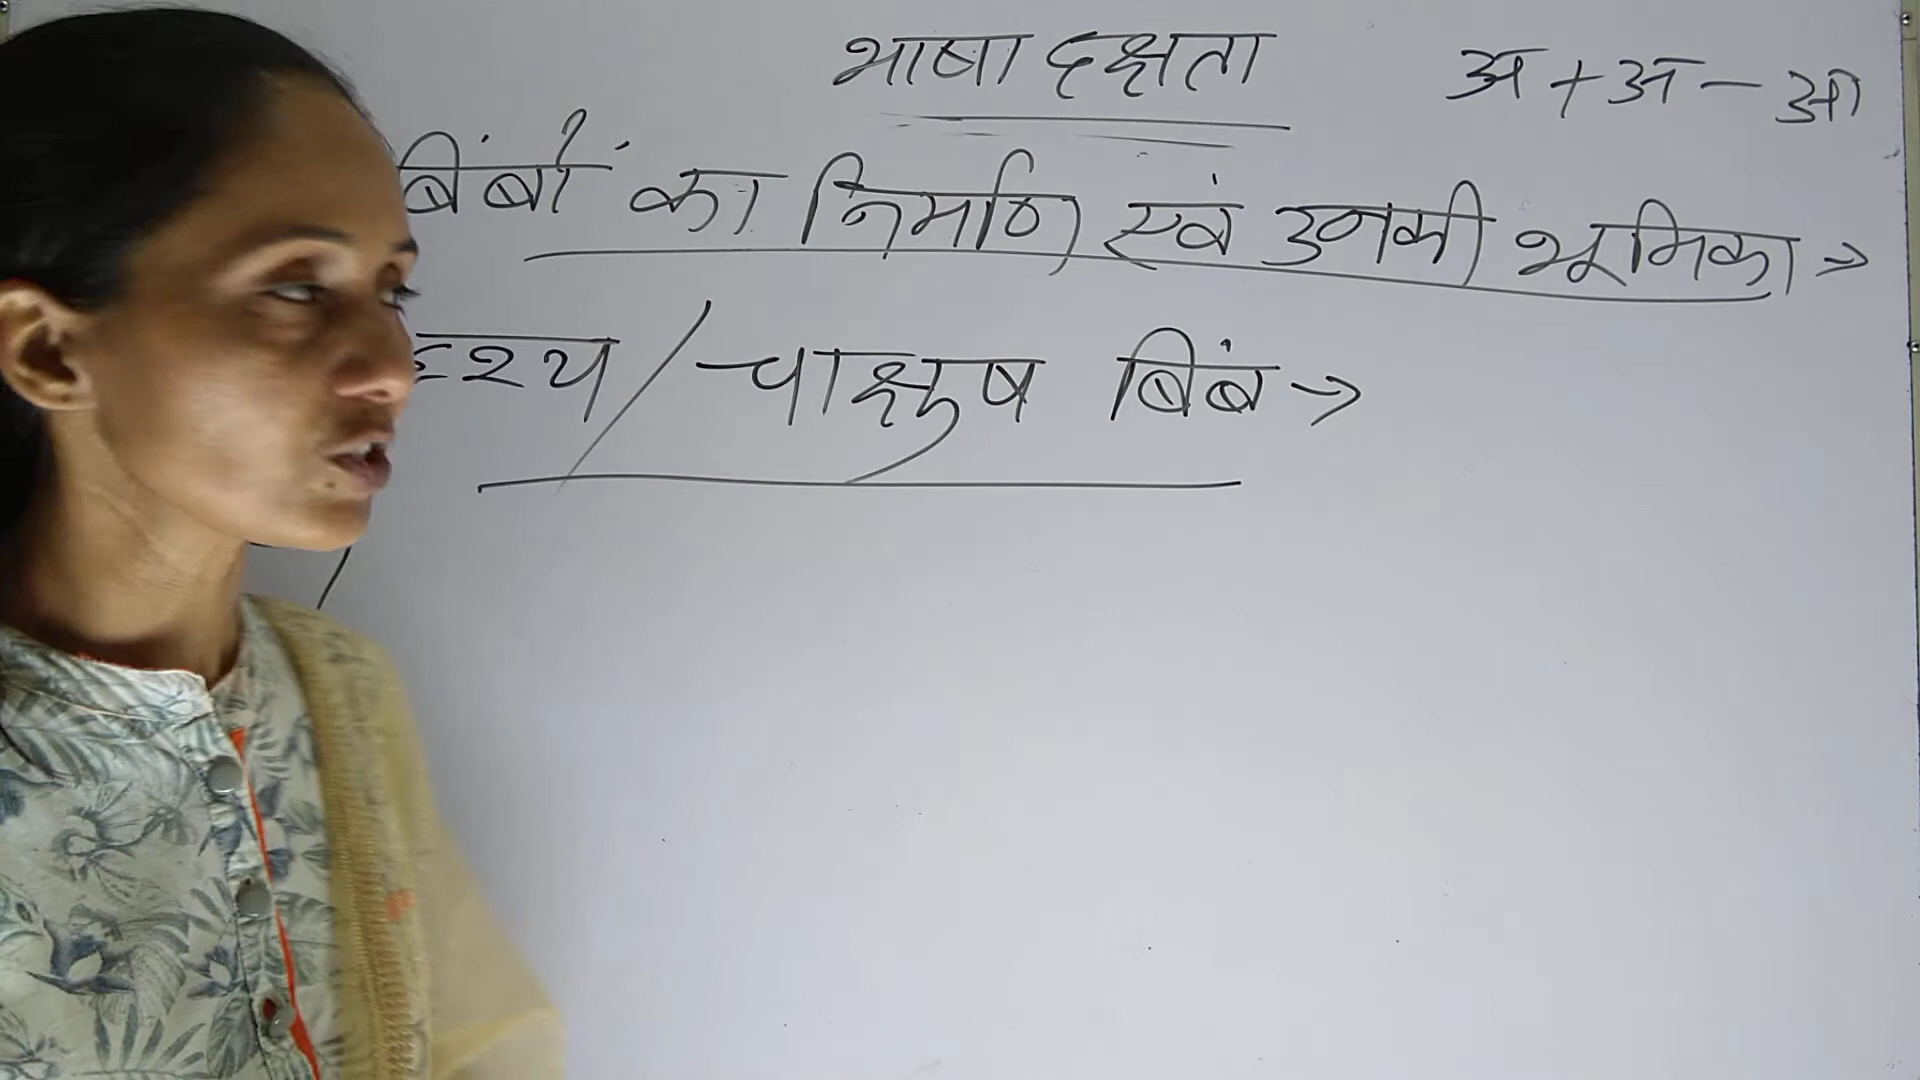 भाषा दक्षता
अ + अ - आ
बिंबों का निर्माण एवं उनकी भूमिका →
दृश्य / चाक्षुष बिंब →